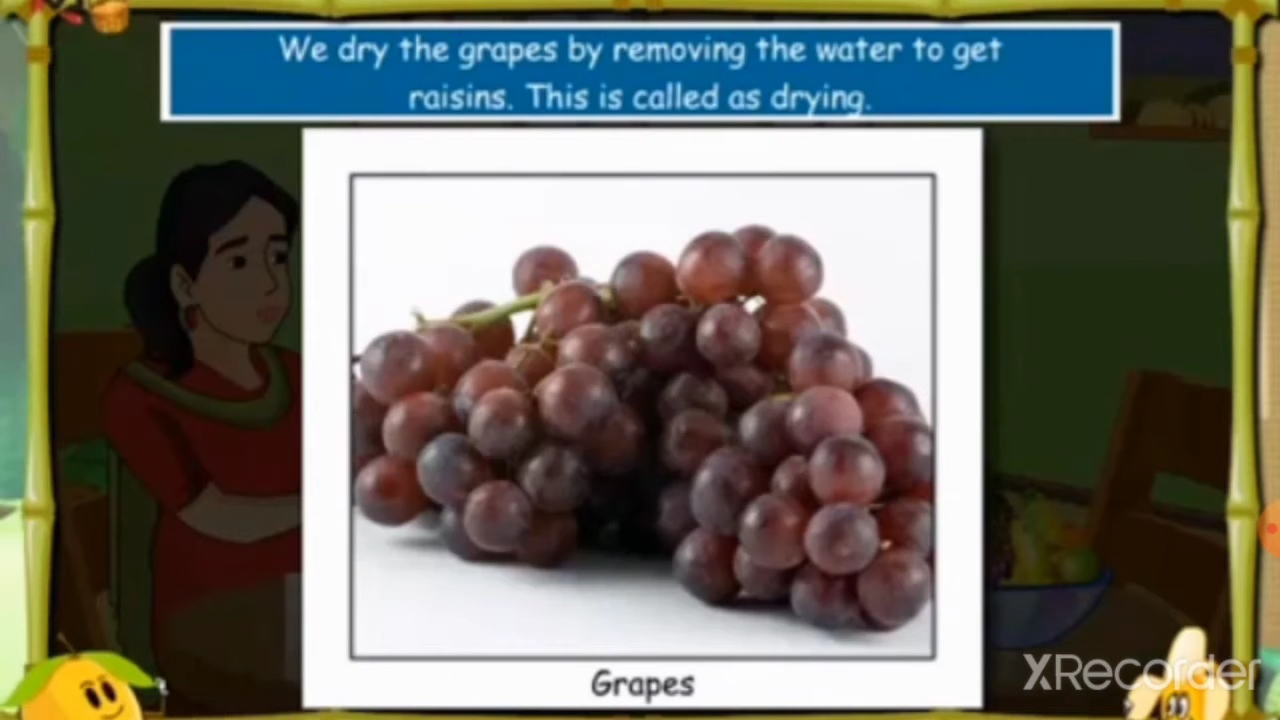 We dry the grapes by removing the water to get
raisins. This is called as drying.
Grapes
XRecorder